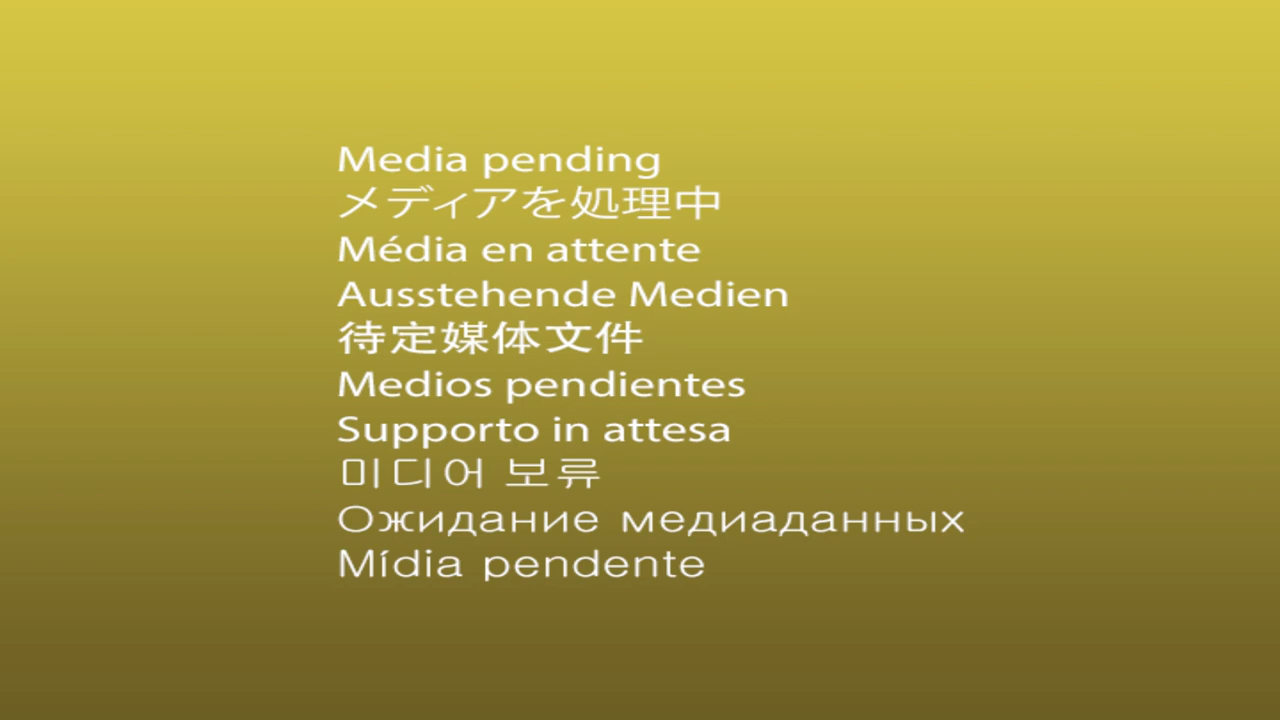 Media pending
メディアを処理中
Média en attente
Ausstehende Medien
待定媒体文件
Medios pendientes
Supporto in attesa
미디어 보류
Ожидание медиаданных
Mídia pendente